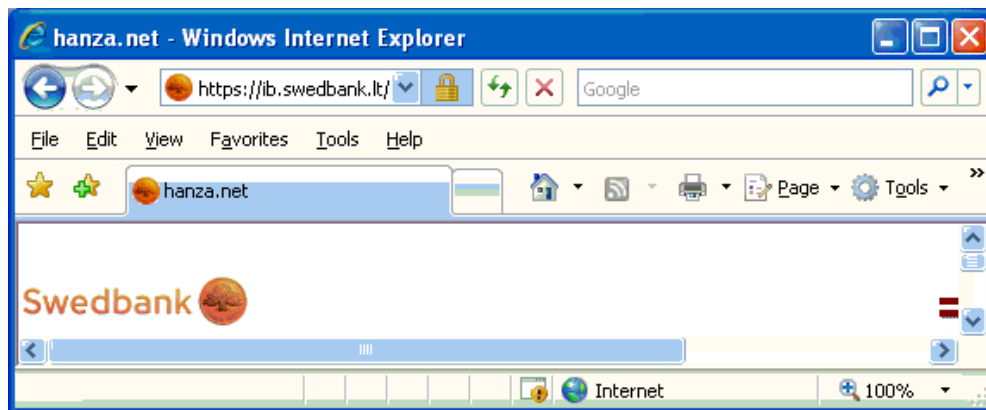 hanza.net - Windows Internet Explorer
https://ib.swedbank.lt/ Google
File Edit View Favorites Tools Help
hanza.net Page Tools »
Swedbank
Internet 100%